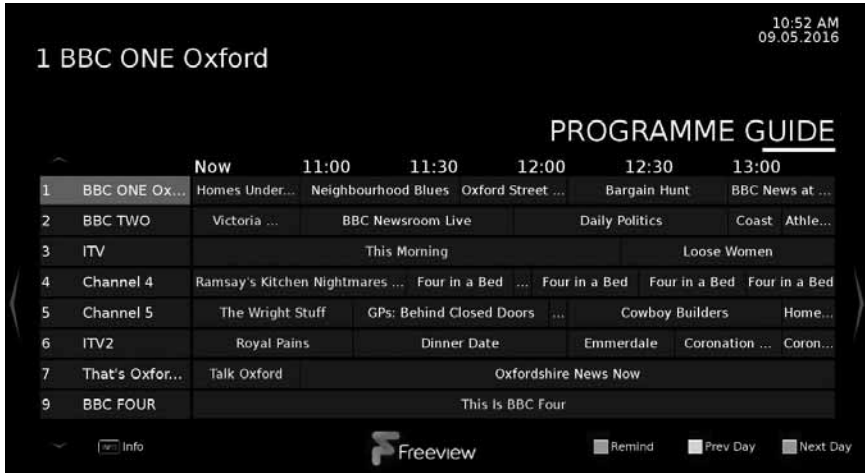 10:52 AM
09.05.2016
1 BBC ONE Oxford
PROGRAMME GUIDE
Now 11:00 11:30 12:00 12:30 13:00
1 BBC ONE Ox... Homes Under... Neighbourhood Blues Oxford Street ... Bargain Hunt BBC News at ...
2 BBC TWO Victoria ... BBC Newsroom Live Daily Politics Coast Athle...
3 ITV This Morning Loose Women
4 Channel 4 Ramsay's Kitchen Nightmares ... Four in a Bed ... Four in a Bed Four in a Bed Four in a Bed
5 Channel 5 The Wright Stuff GPs: Behind Closed Doors ... Cowboy Builders Home...
6 ITV2 Royal Pains Dinner Date Emmerdale Coronation ... Coron...
7 That's Oxfor... Talk Oxford Oxfordshire News Now
9 BBC FOUR This Is BBC Four
Info Freeview Remind Prev Day Next Day